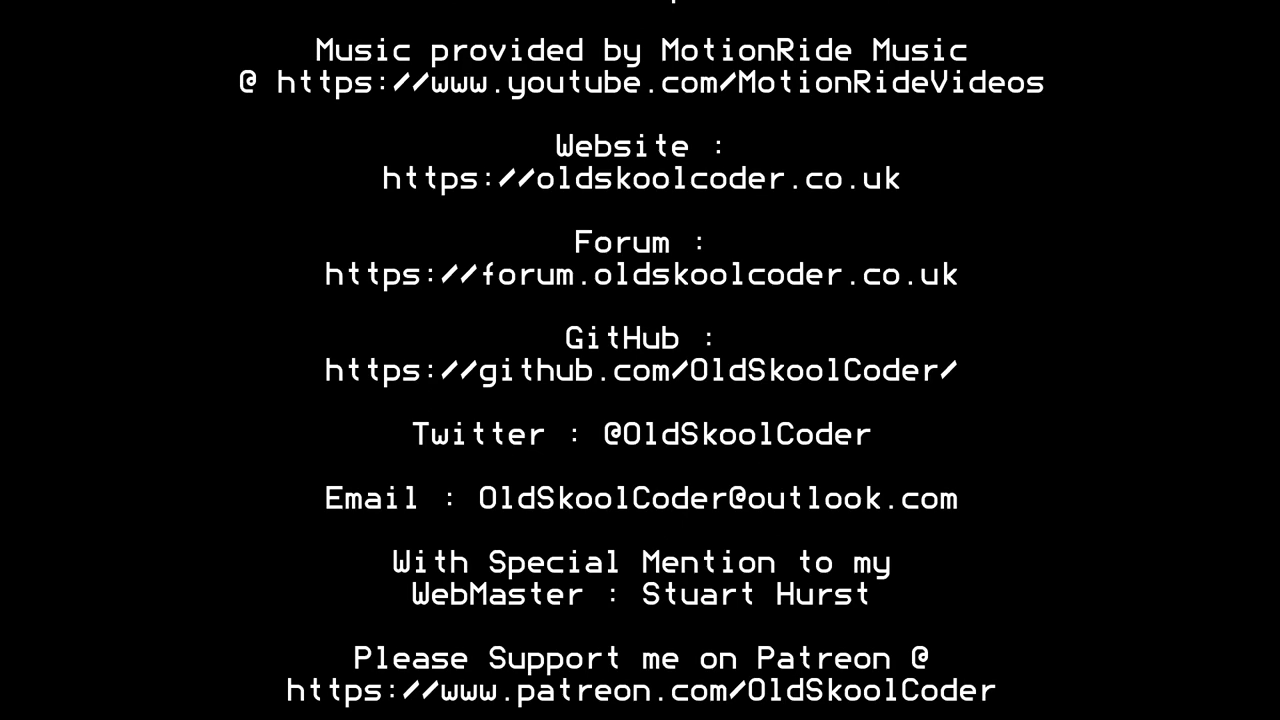 Music provided by MotionRide Music
@ https://www.youtube.com/MotionRideVideos
Website :
https://oldskoolcoder.co.uk
Forum :
https://forum.oldskoolcoder.co.uk
GitHub :
https://github.com/OldSkoolCoder/
Twitter : @OldSkoolCoder
Email : OldSkoolCoder@outlook.com
With Special Mention to my
WebMaster : Stuart Hurst
Please Support me on Patreon @
https://www.patreon.com/OldSkoolCoder